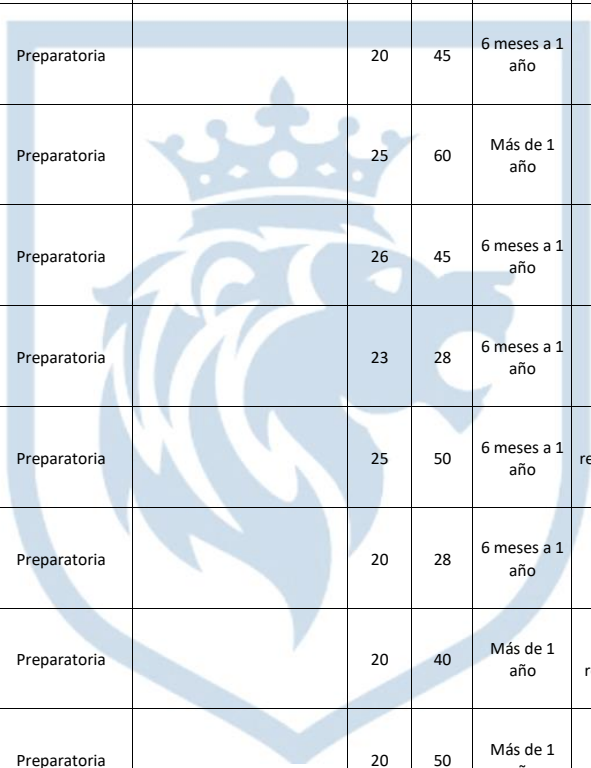 Preparatoria 20 45 6 meses a 1
año
Preparatoria 25 60 Más de 1
año
Preparatoria 26 45 6 meses a 1
año
Preparatoria 23 28 6 meses a 1
año
Preparatoria 25 50 6 meses a 1
año re
Preparatoria 20 28 6 meses a 1
año
Preparatoria 20 40 Más de 1
año r
Preparatoria 20 50 Más de 1